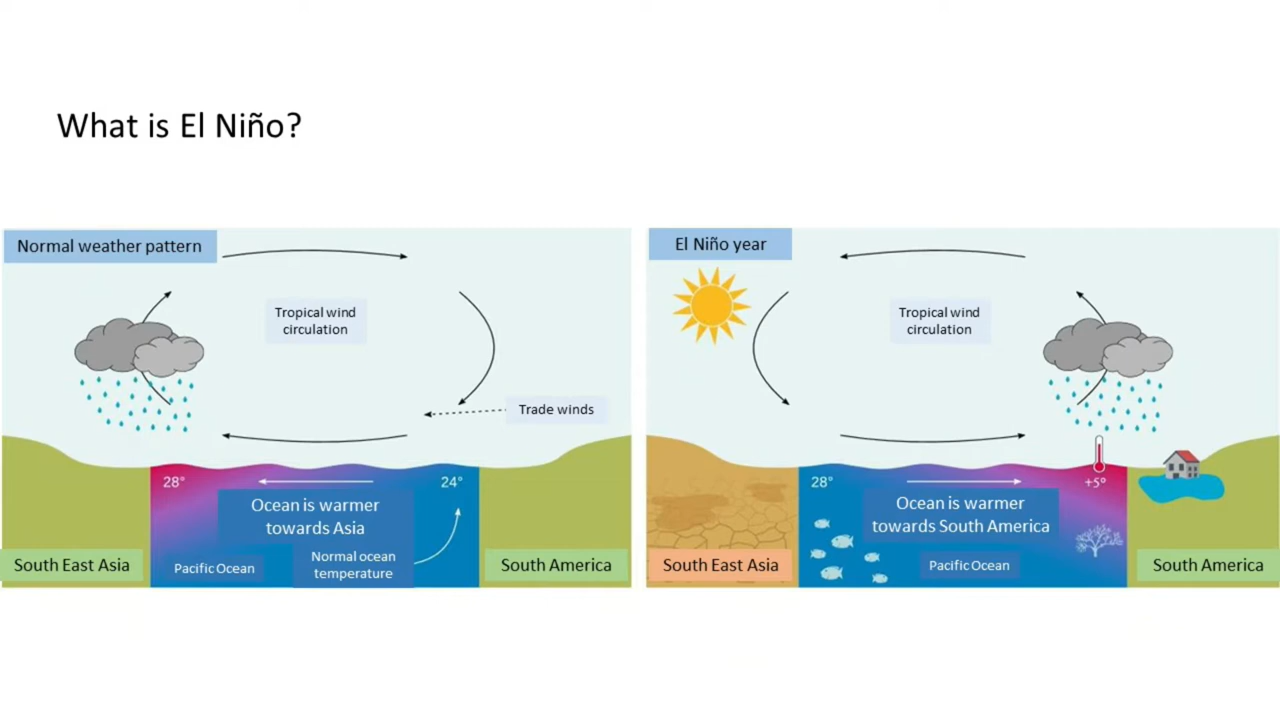 What is El Niño?
Normal weather pattern
Tropical wind
circulation
Trade winds
28°
24°
Ocean is warmer
towards Asia
Normal ocean
temperature
South East Asia
Pacific Ocean
South America
El Niño year
Tropical wind
circulation
28°
+5°
Ocean is warmer
towards South America
South East Asia
Pacific Ocean
South America